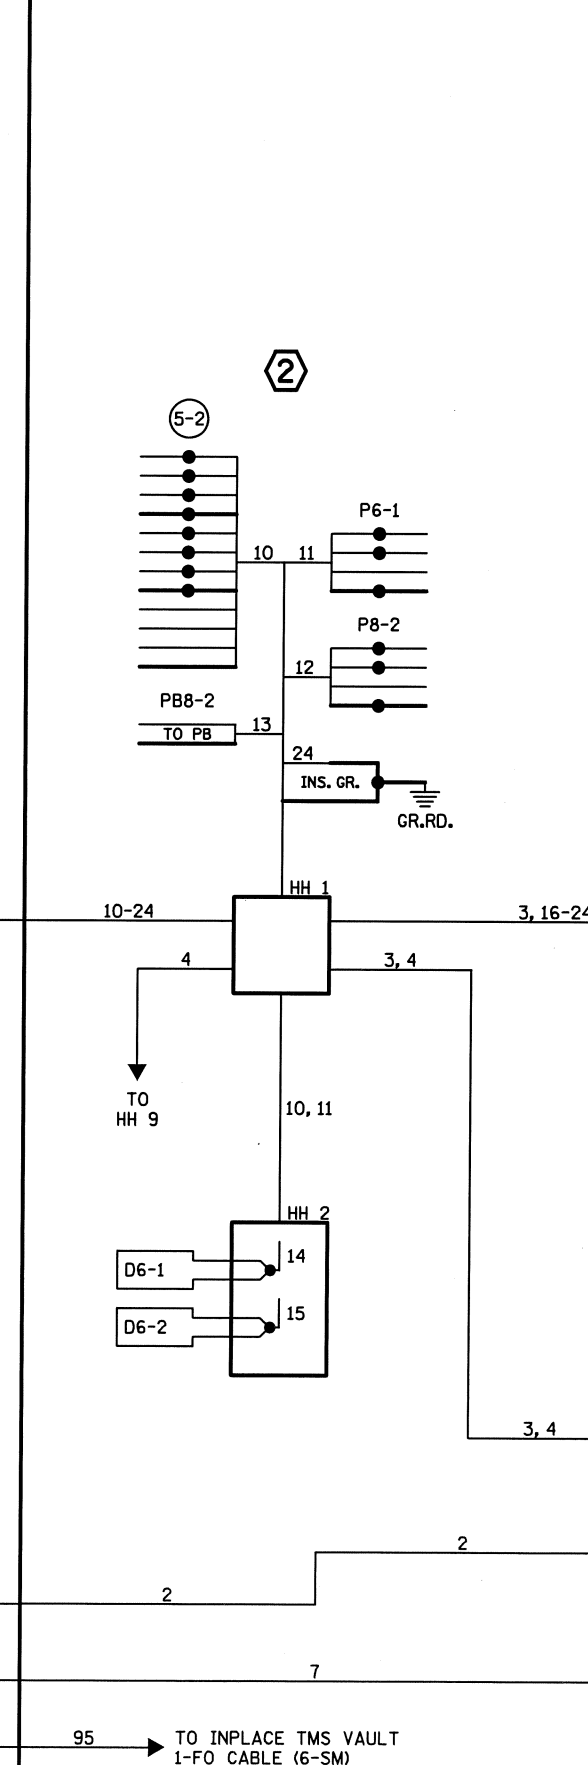 2
5-2
P6-1
10
11
P8-2
12
PB8-2
TO PB
13
24
INS. GR.
GR.RD.
HH 1
10-24
3, 16-24
4
3, 4
TO
HH 9
10, 11
HH 2
D6-1
14
D6-2
15
3, 4
2
2
7
95
TO INPLACE TMS VAULT
1-FO CABLE (6-SM)